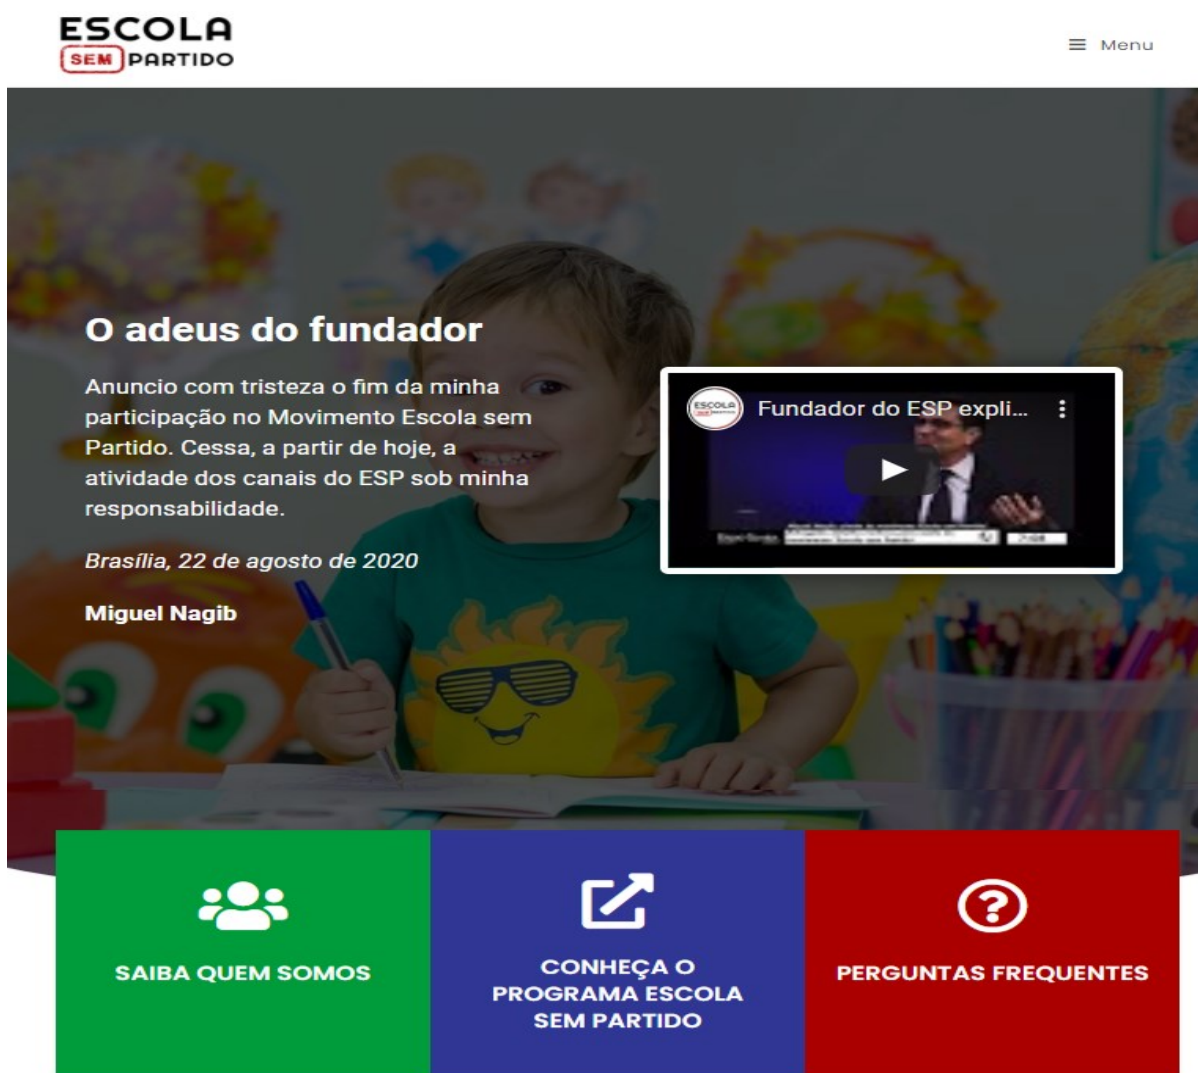 ESCOLA
SEM PARTIDO
Menu
O adeus do fundador
Anuncio com tristeza o fim da minha
participação no Movimento Escola sem
Partido. Cessa, a partir de hoje, a
atividade dos canais do ESP sob minha
responsabilidade.
Brasília, 22 de agosto de 2020
Miguel Nagib
ESCOLA
Fundador do ESP expli...
SAIBA QUEM SOMOS
CONHEÇA O
PROGRAMA ESCOLA
SEM PARTIDO
PERGUNTAS FREQUENTES